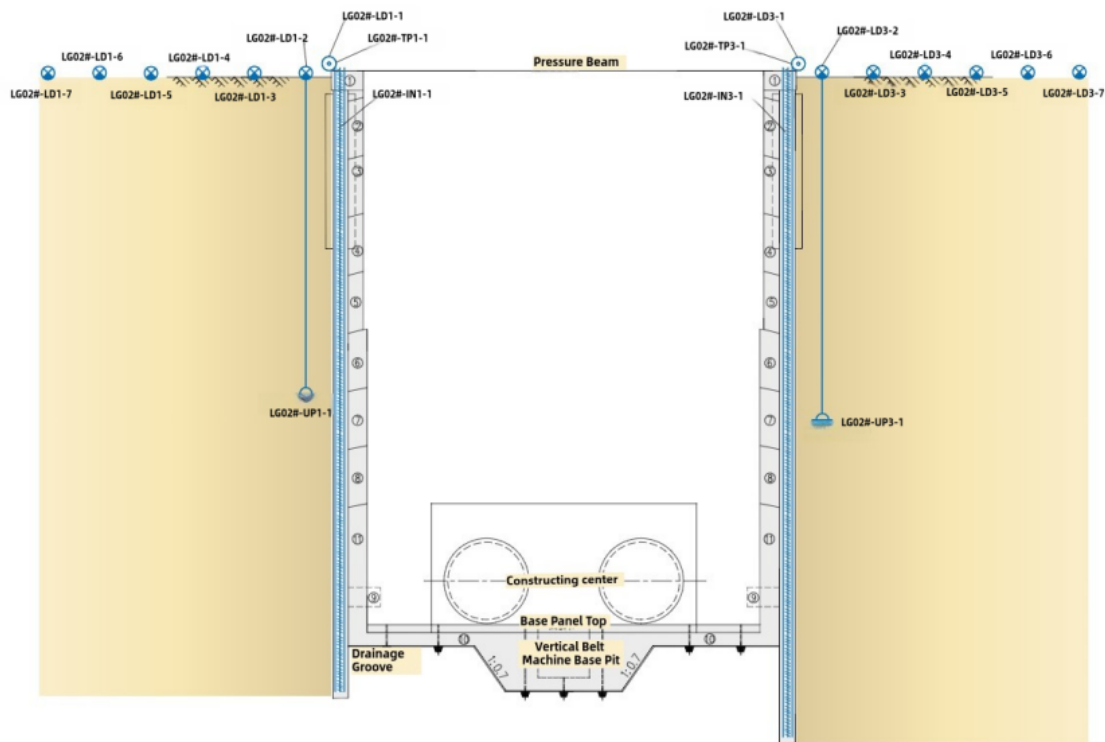 LG02#-LD1-1
LG02#-LD1-2
LG02#-TP1-1
LG02#-LD1-6
LG02#-LD1-4
LG02#-LD1-7
LG02#-LD1-5
LG02#-LD1-3
LG02#-IN1-1
Pressure Beam
LG02#-LD3-1
LG02#-LD3-2
LG02#-TP3-1
LG02#-LD3-4
LG02#-LD3-6
LG02#-LD3-3
LG02#-LD3-5
LG02#-LD3-7
LG02#-IN3-1
①
①
②
②
③
③
④
④
⑤
⑤
⑥
⑥
LG02#-UP1-1
LG02#-UP3-1
⑦
⑦
⑧
⑧
⑪
⑪
Constructing center
⑨
⑨
Base Panel Top
⑩
⑩
Drainage
Groove
Vertical Belt
Machine Base Pit
1:0.7
1:0.7